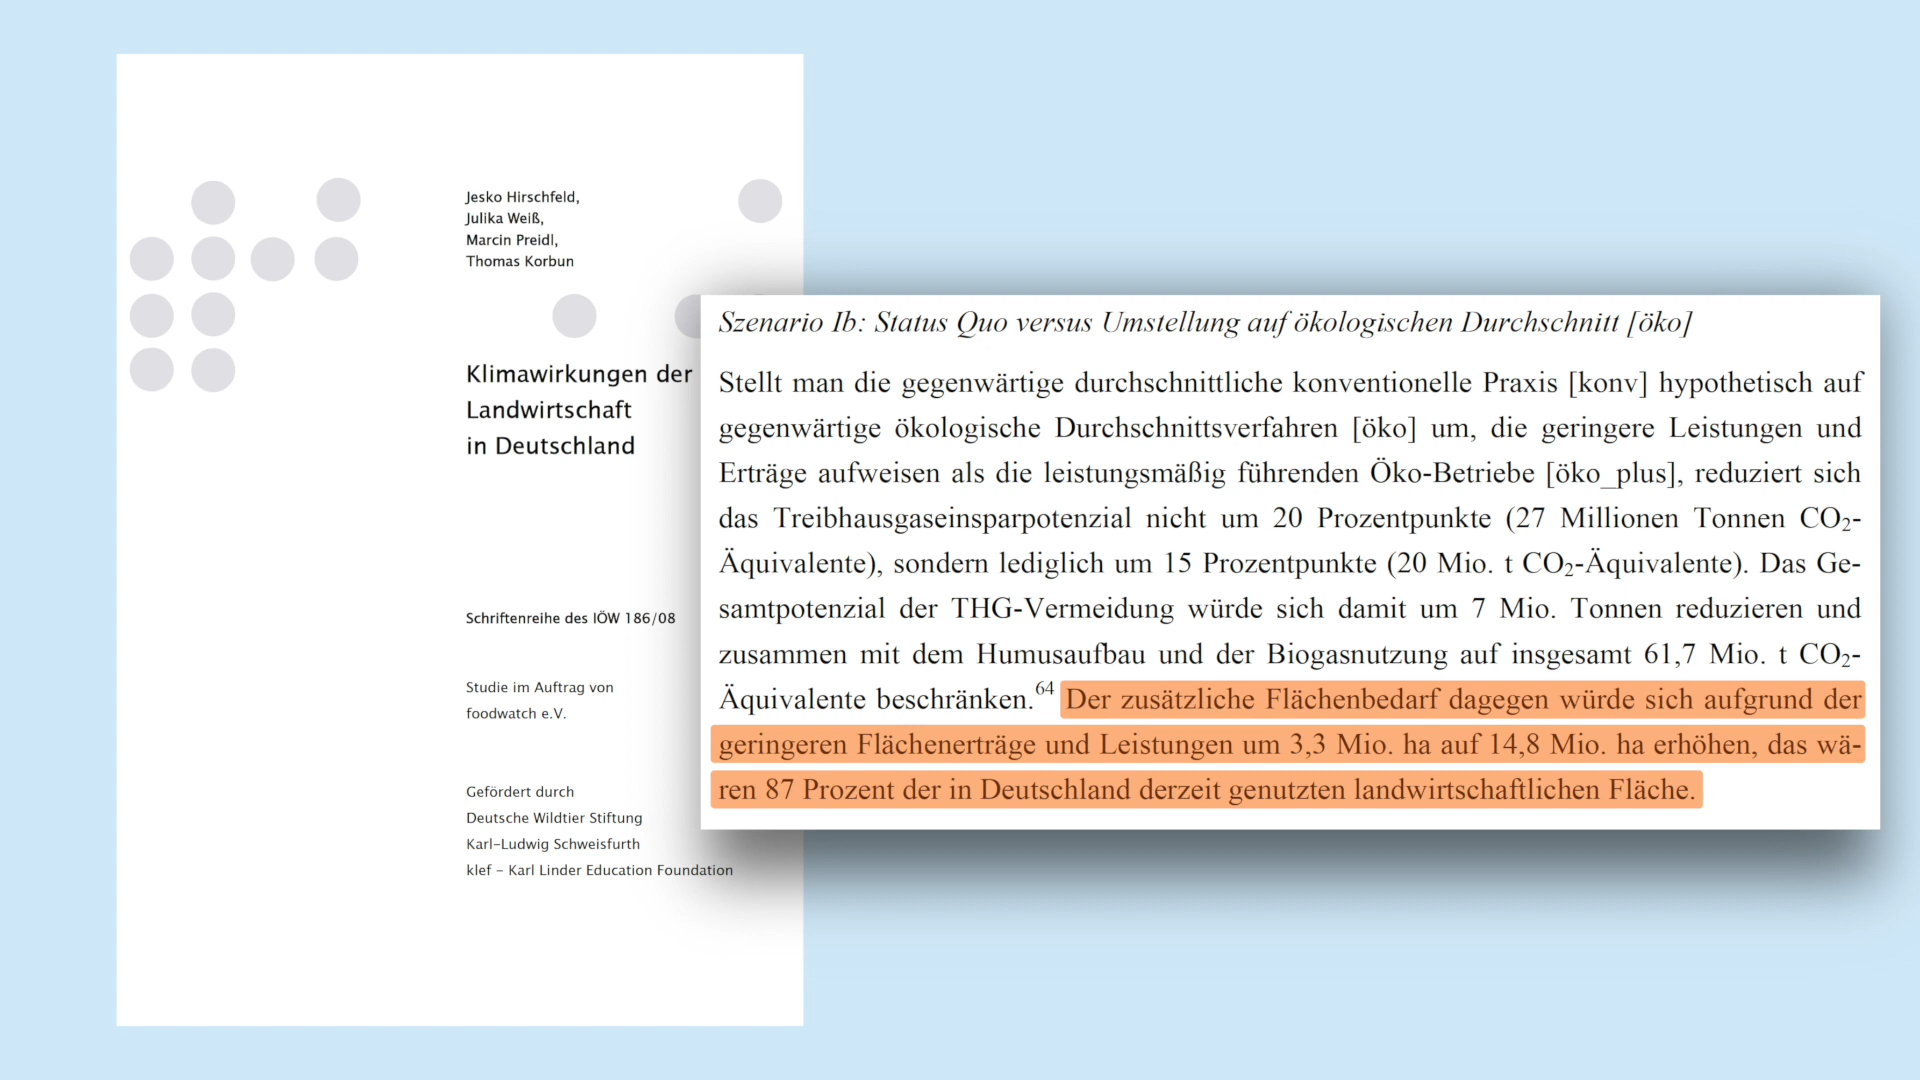 Jesko Hirschfeld,
Julika Weiß,
Marcin Preidl,
Thomas Korbun
Klimawirkungen der
Landwirtschaft
in Deutschland
Schriftenreihe des IÖW 186/08
Studie im Auftrag von
foodwatch e.V.
Gefördert durch
Deutsche Wildtier Stiftung
Karl-Ludwig Schweisfurth
klef – Karl Linder Education Foundation
Szenario Ib: Status Quo versus Umstellung auf ökologischen Durchschnitt [öko]
Stellt man die gegenwärtige durchschnittliche konventionelle Praxis [konv] hypothetisch auf
gegenwärtige ökologische Durchschnittsverfahren [öko] um, die geringere Leistungen und
Erträge aufweisen als die leistungsmäßig führenden Öko-Betriebe [öko_plus], reduziert sich
das Treibhausgaseinsparpotenzial nicht um 20 Prozentpunkte (27 Millionen Tonnen CO₂-
Äquivalente), sondern lediglich um 15 Prozentpunkte (20 Mio. t CO₂-Äquivalente). Das Ge-
samtpotenzial der THG-Vermeidung würde sich damit um 7 Mio. Tonnen reduzieren und
zusammen mit dem Humusaufbau und der Biogasnutzung auf insgesamt 61,7 Mio. t CO₂-
Äquivalente beschränken.⁶⁴ Der zusätzliche Flächenbedarf dagegen würde sich aufgrund der
geringeren Flächenerträge und Leistungen um 3,3 Mio. ha auf 14,8 Mio. ha erhöhen, das wä-
ren 87 Prozent der in Deutschland derzeit genutzten landwirtschaftlichen Fläche.